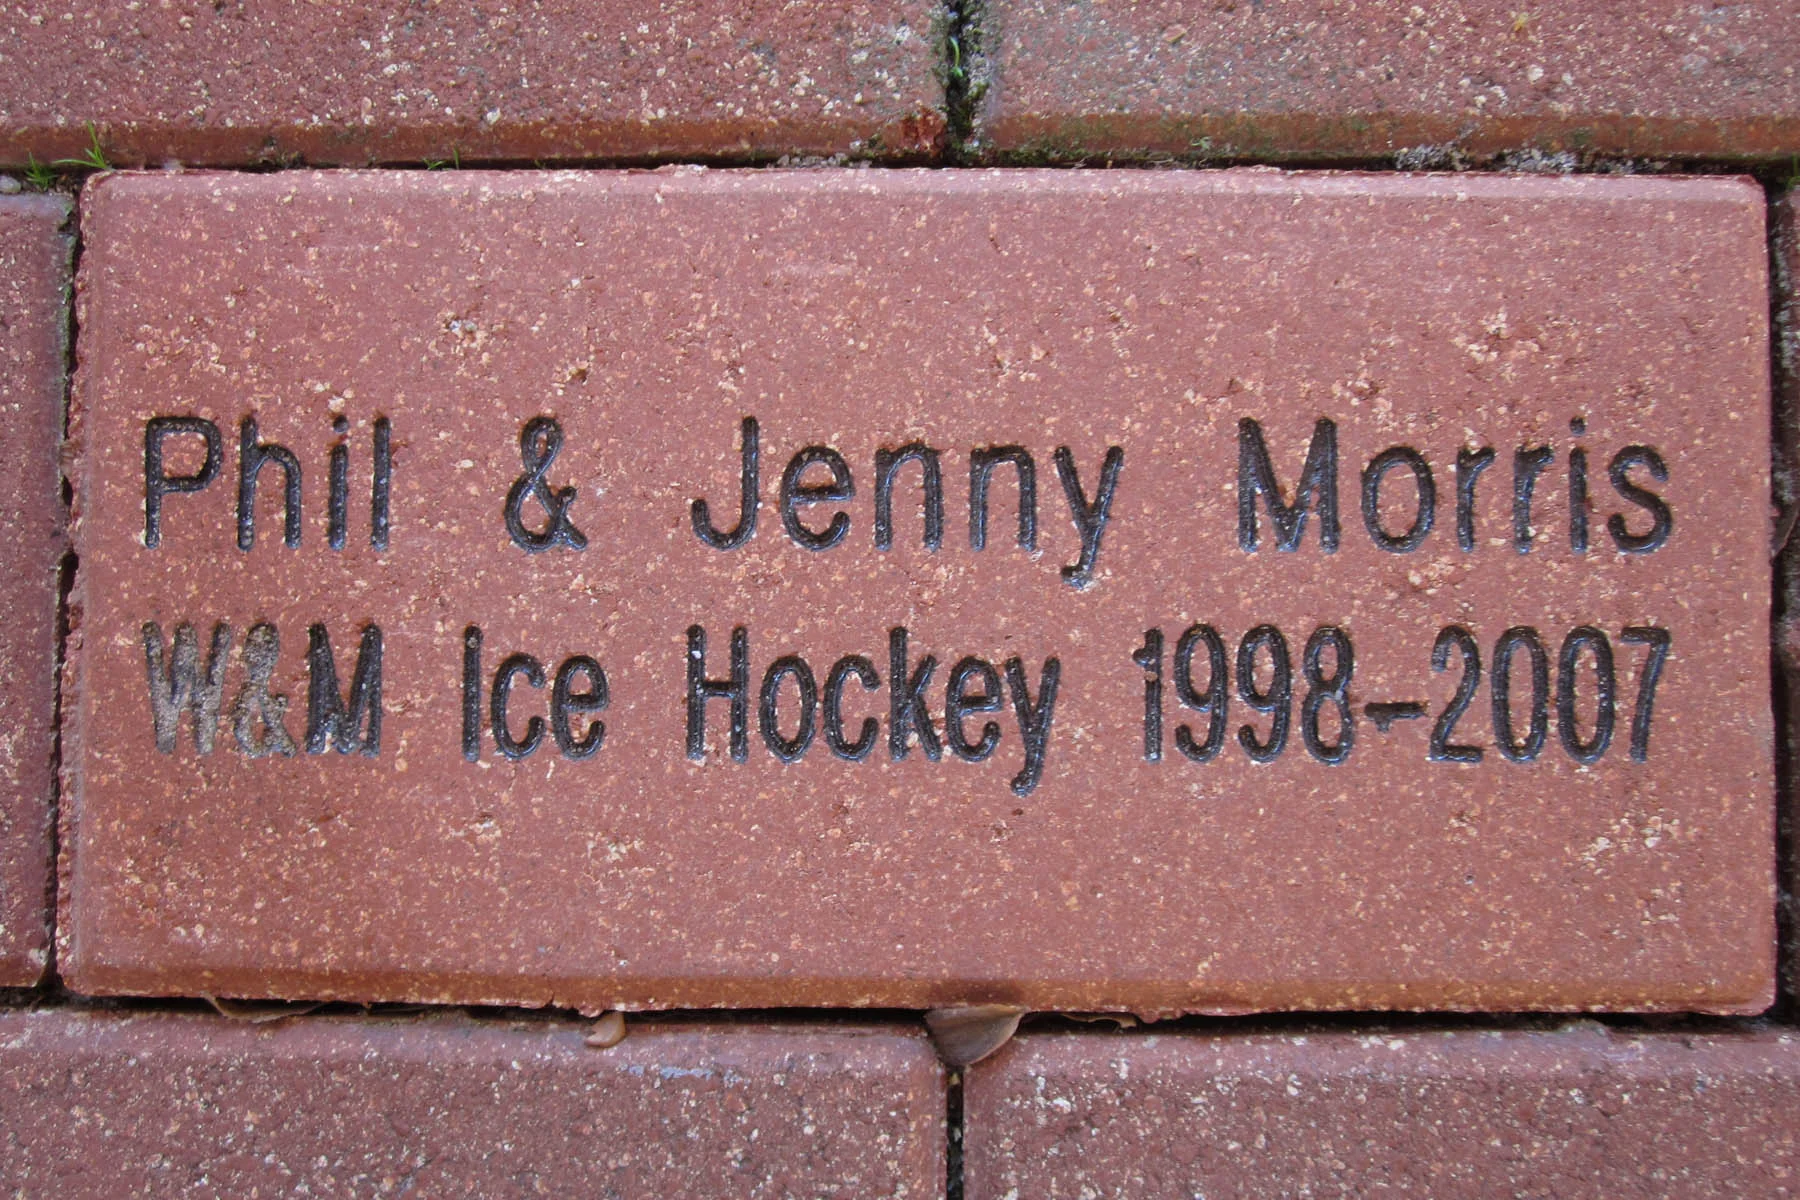 Phil & Jenny Morris
W&M Ice Hockey 1998-2007